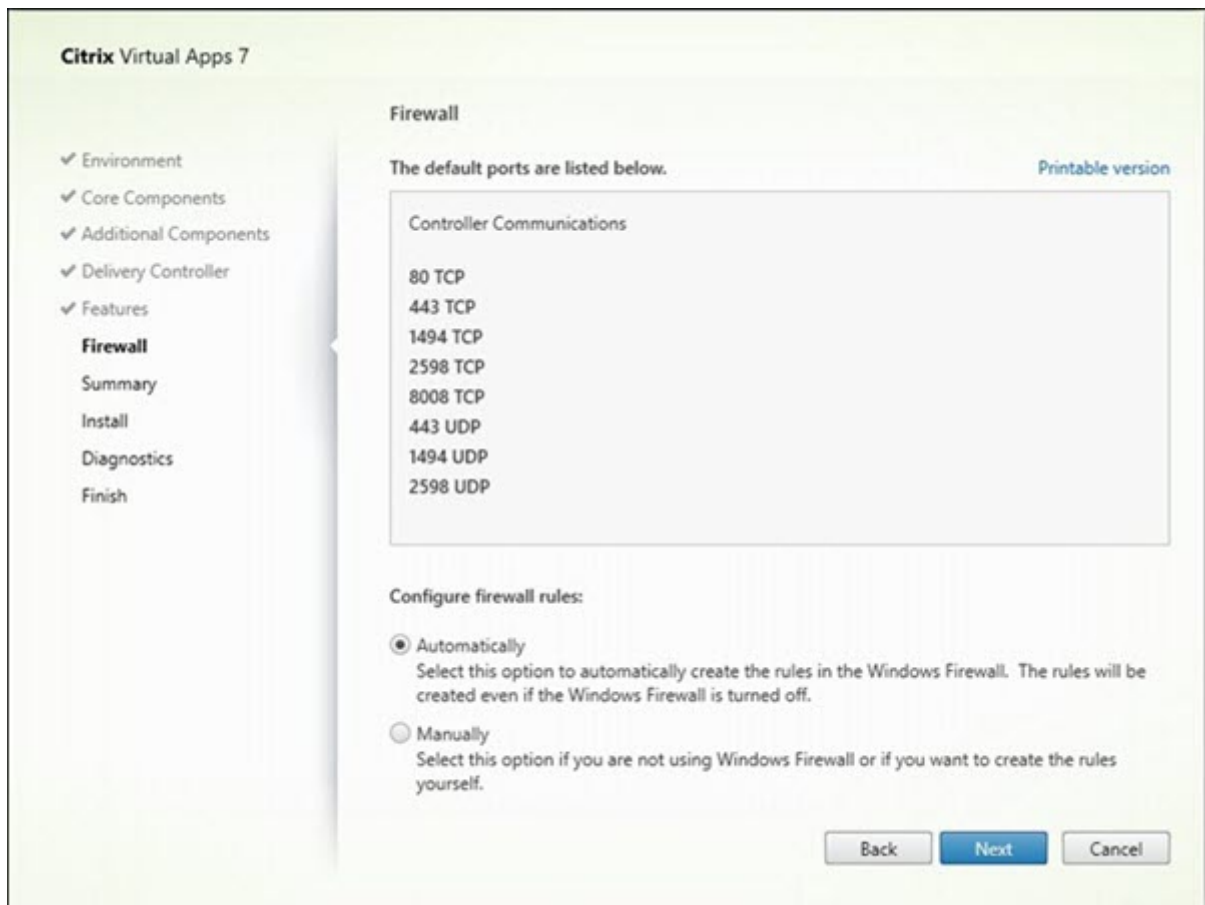 Citrix Virtual Apps 7
Environment
Core Components
Additional Components
Delivery Controller
Features
Firewall
Summary
Install
Diagnostics
Finish
Firewall
The default ports are listed below.
Printable version
Controller Communications
80 TCP
443 TCP
1494 TCP
2598 TCP
8008 TCP
443 UDP
1494 UDP
2598 UDP
Configure firewall rules:
Automatically
Select this option to automatically create the rules in the Windows Firewall.  The rules will be
created even if the Windows Firewall is turned off.
Manually
Select this option if you are not using Windows Firewall or if you want to create the rules
yourself.
Back
Next
Cancel